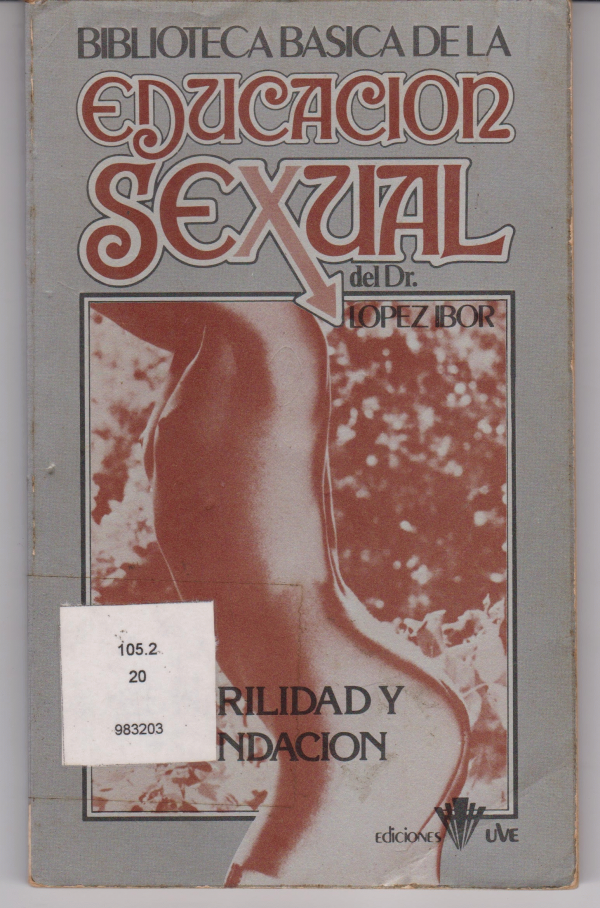 BIBLIOTECA BASICA DE LA
EDUCACION
SEXUAL
del Dr.
LOPEZ IBOR
105.2
20
983203
RILIDAD Y
NDACION
ediciones UVE